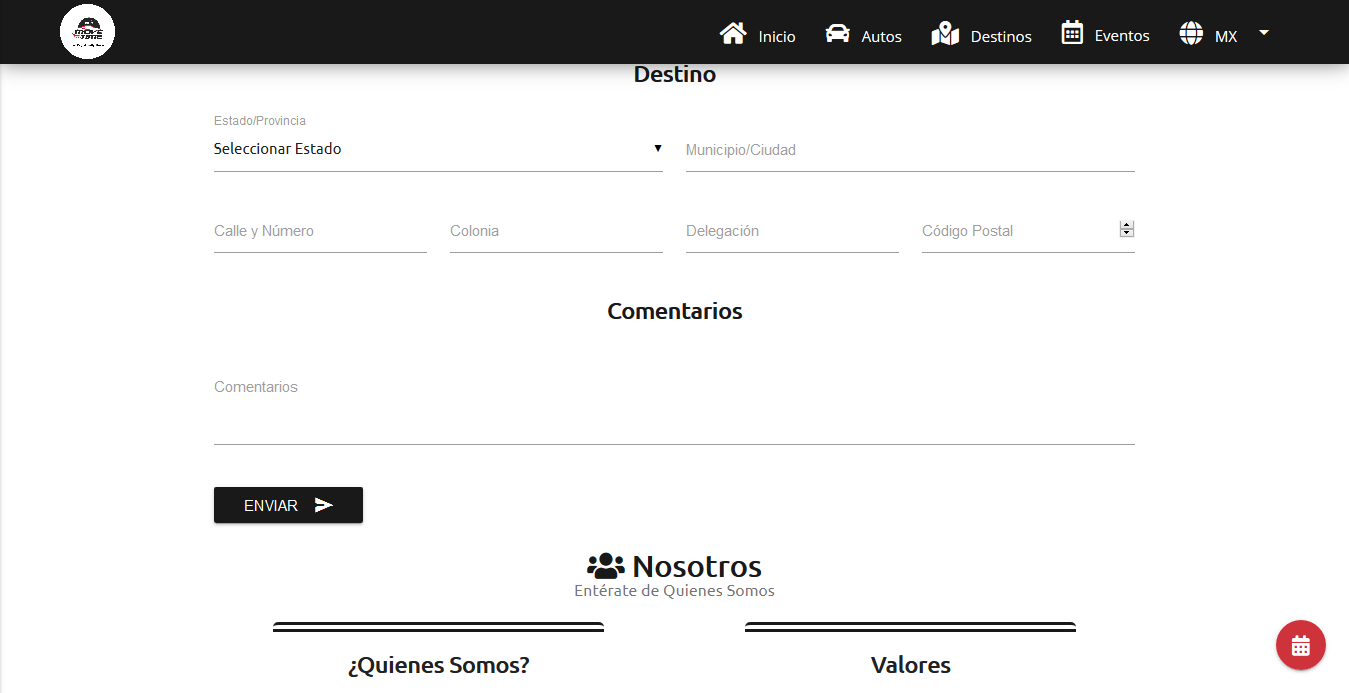 MOVE
Inicio
Autos
Destinos
Eventos
MX
Destino
Estado/Provincia
Seleccionar Estado
Municipio/Ciudad
Calle y Número
Colonia
Delegación
Código Postal
Comentarios
Comentarios
ENVIAR
Nosotros
Entérate de Quienes Somos
¿Quienes Somos?
Valores